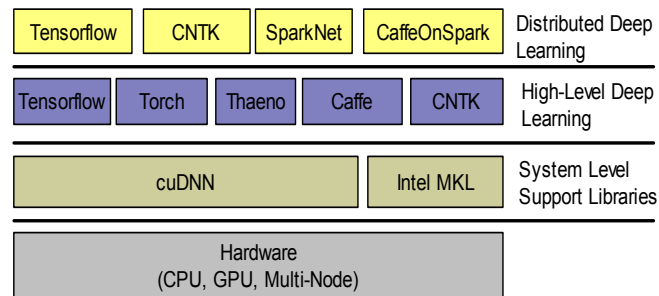 Tensorflow CNTK SparkNet CaffeOnSpark Distributed Deep
Learning
Tensorflow Torch Thaeno Caffe CNTK High-Level Deep
Learning
cuDNN Intel MKL System Level
Support Libraries
Hardware
(CPU, GPU, Multi-Node)